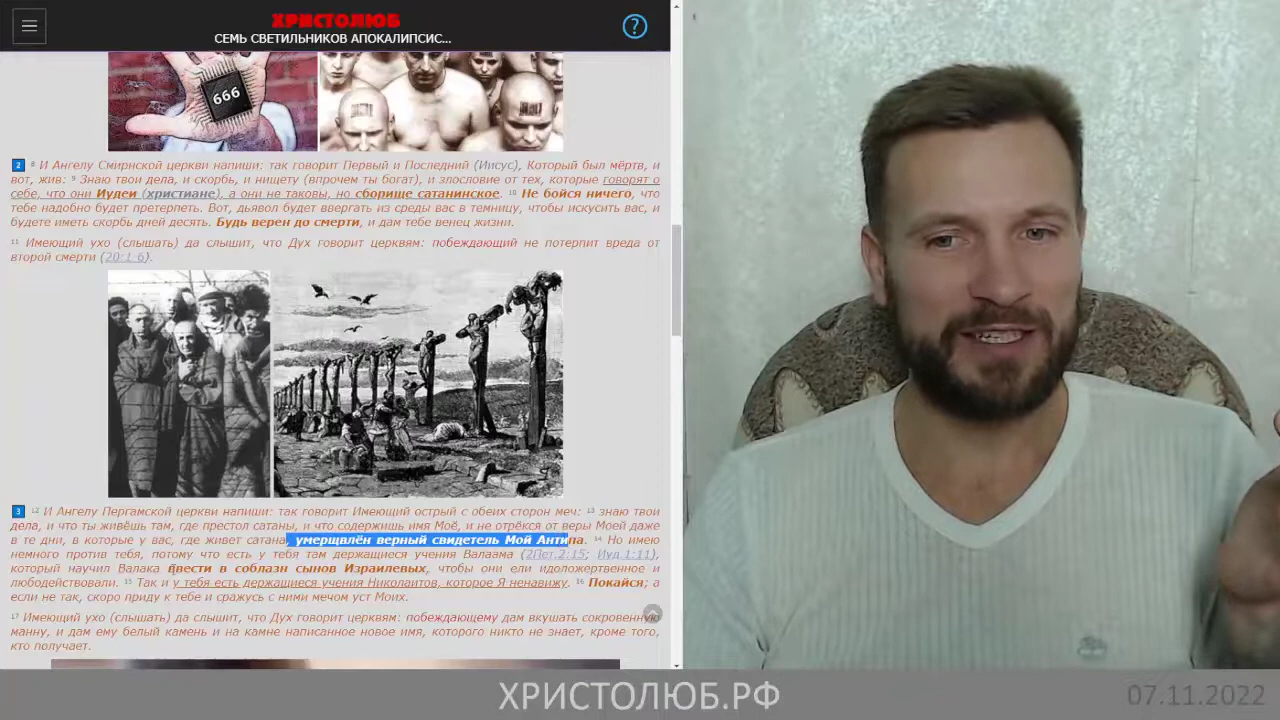 ХРИСТОЛЮБ
СЕМЬ СВЕТИЛЬНИКОВ АПОКАЛИПСИС...
?
666
2 8 И Ангелу Смирнской церкви напиши: так говорит Первый и Последний (Иисус), Который был мёртв, и
вот, жив: 9 Знаю твои дела, и скорбь, и нищету (впрочем ты богат), и злословие от тех, которые говорят о
себе, что они Иудеи (христиане), а они не таковы, но сборище сатанинское. 10 Не бойся ничего, что
тебе надобно будет претерпеть. Вот, дьявол будет ввергать из среды вас в темницу, чтобы искусить вас, и
будете иметь скорбь дней десять. Будь верен до смерти, и дам тебе венец жизни.
11 Имеющий ухо (слышать) да слышит, что Дух говорит церквям: побеждающий не потерпит вреда от
второй смерти (20:1-6).
3 12 И Ангелу Пергамской церкви напиши: так говорит Имеющий острый с обеих сторон меч: 13 знаю твои
дела, и что ты живёшь там, где престол сатаны, и что содержишь имя Моё, и не отрёкся от веры Моей даже
в те дни, в которые у вас, где живет сатана, умерщвлён верный свидетель Мой Антипа. 14 Но имею
немного против тебя, потому что есть у тебя там держащиеся учения Валаама (2Пет.2:15; Иуд.1:11),
который научил Валака ввести в соблазн сынов Израилевых, чтобы они ели идоложертвенное и
любодействовали. 15 Так и у тебя есть держащиеся учения Николаитов, которое Я ненавижу. 16 Покайся; а
если не так, скоро приду к тебе и сражусь с ними мечом уст Моих.
17 Имеющий ухо (слышать) да слышит, что Дух говорит церквям: побеждающему дам вкушать сокровенную
манну, и дам ему белый камень и на камне написанное новое имя, которого никто не знает, кроме того,
кто получает.
ХРИСТОЛЮБ.РФ
07.11.2022